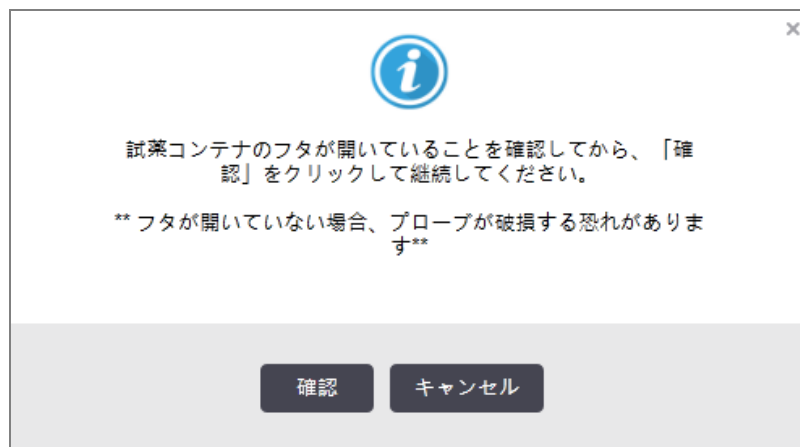 試薬コンテナのフタが開いていることを確認してから、「確
認」をクリックして継続してください。
** フタが開いていない場合、プローブが破損する恐れがありま
す**
確認
キャンセル